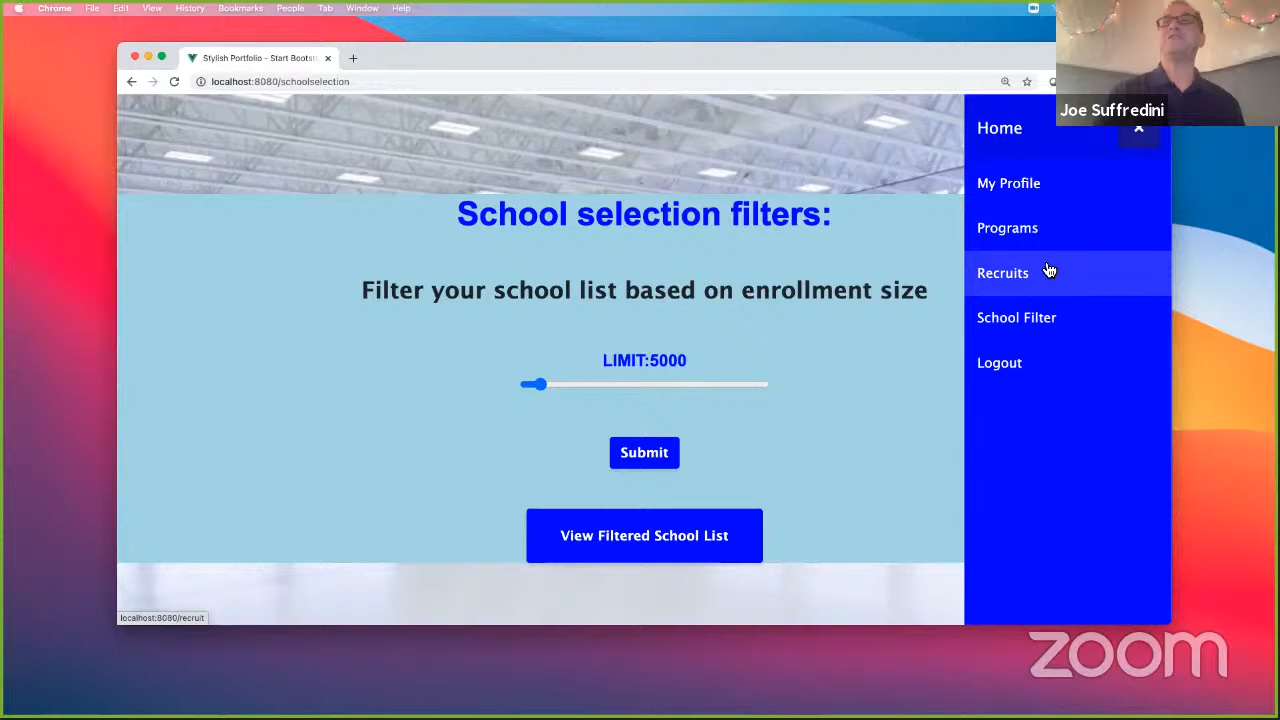 Chrome File Edit View History Bookmarks People Tab Window Help
Stylish Portfolio - Start Bootst
localhost:8080/schoolselection
Joe Suffredini
Home
My Profile
Programs
Recruits
School Filter
Logout
School selection filters:
Filter your school list based on enrollment size
LIMIT:5000
Submit
View Filtered School List
localhost:8080/recruit
zoom